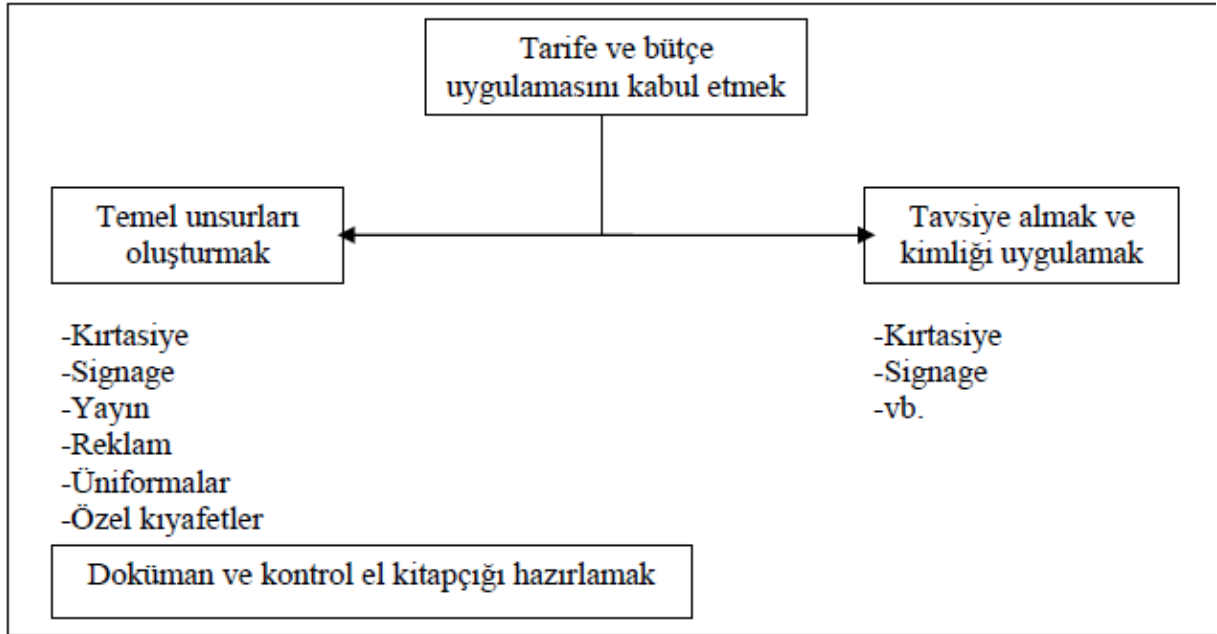 Tarife ve bütçe
uygulamasını kabul etmek
Temel unsurları
oluşturmak
Tavsiye almak ve
kimliği uygulamak
-Kırtasiye
-Signage
-Yayın
-Reklam
-Üniformalar
-Özel kıyafetler
-Kırtasiye
-Signage
-vb.
Doküman ve kontrol el kitapçığı hazırlamak